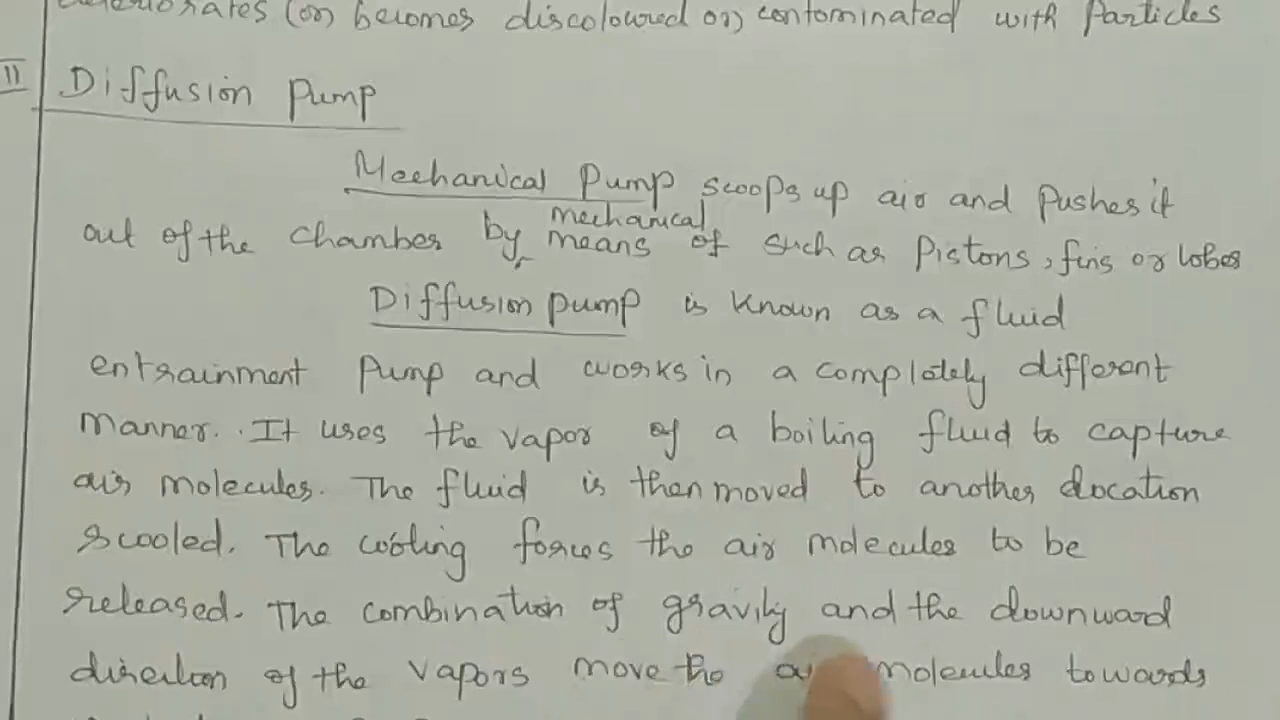 (or) becomes discoloured or) contominated with Particles
II Diffusion Pump
Mechanical Pump scoops up air and Pushes it
out of the chamber by mechanical means of such as Pistons, fins or lobes
Diffusion pump is known as a fluid
entrainment Pump and works in a completely different
manner. It uses the vapor of a boiling fluid to capture
air molecules. The fluid is then moved to another location
& cooled. The cooling forces the air molecules to be
released. The combination of gravity and the downward
direction of the vapors move the molecules towards